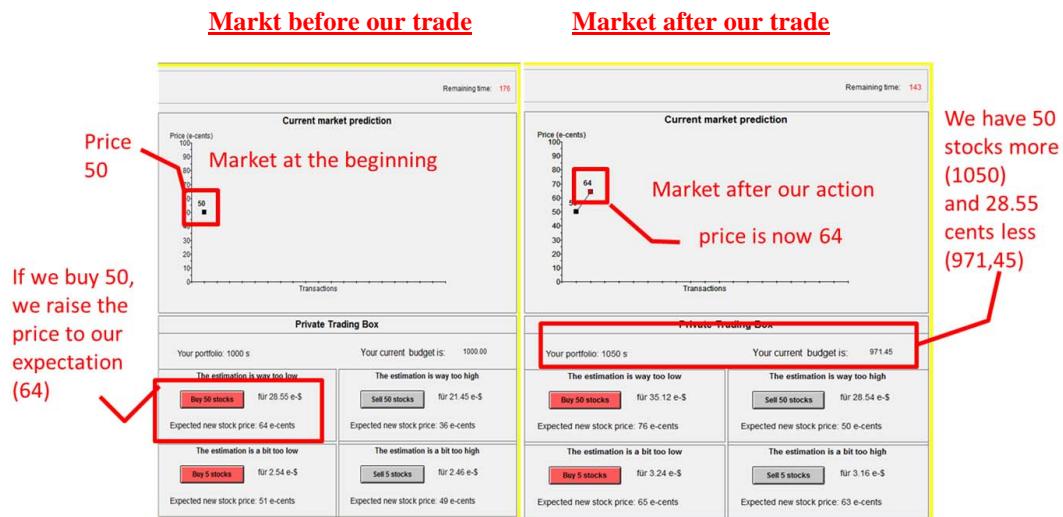 Markt before our trade
Market after our trade
Remaining time: 176
Current market prediction
Price (e-cents)
100
90
80
70
60
50
40
30
20
10
0
50
Transactions
Market at the beginning
Price
50
If we buy 50,
we raise the
price to our
expectation
(64)
Private Trading Box
Your portfolio: 1000 s
Your current budget is: 1000.00
The estimation is way too low
Buy 50 stocks für 28.55 e-$
Expected new stock price: 64 e-cents
The estimation is way too high
Sell 50 stocks für 21.45 e-$
Expected new stock price: 36 e-cents
The estimation is a bit too low
Buy 5 stocks für 2.54 e-$
Expected new stock price: 51 e-cents
The estimation is a bit too high
Sell 5 stocks für 2.46 e-$
Expected new stock price: 49 e-cents
Remaining time: 143
Current market prediction
Price (e-cents)
100
90
80
70
60
50
40
30
20
10
0
64
Transactions
Market after our action
price is now 64
We have 50
stocks more
(1050)
and 28.55
cents less
(971,45)
Private Trading Box
Your portfolio: 1050 s
Your current budget is: 971.45
The estimation is way too low
Buy 50 stocks für 35.12 e-$
Expected new stock price: 76 e-cents
The estimation is way too high
Sell 50 stocks für 28.54 e-$
Expected new stock price: 50 e-cents
The estimation is a bit too low
Buy 5 stocks für 3.24 e-$
Expected new stock price: 65 e-cents
The estimation is a bit too high
Sell 5 stocks für 3.16 e-$
Expected new stock price: 63 e-cents